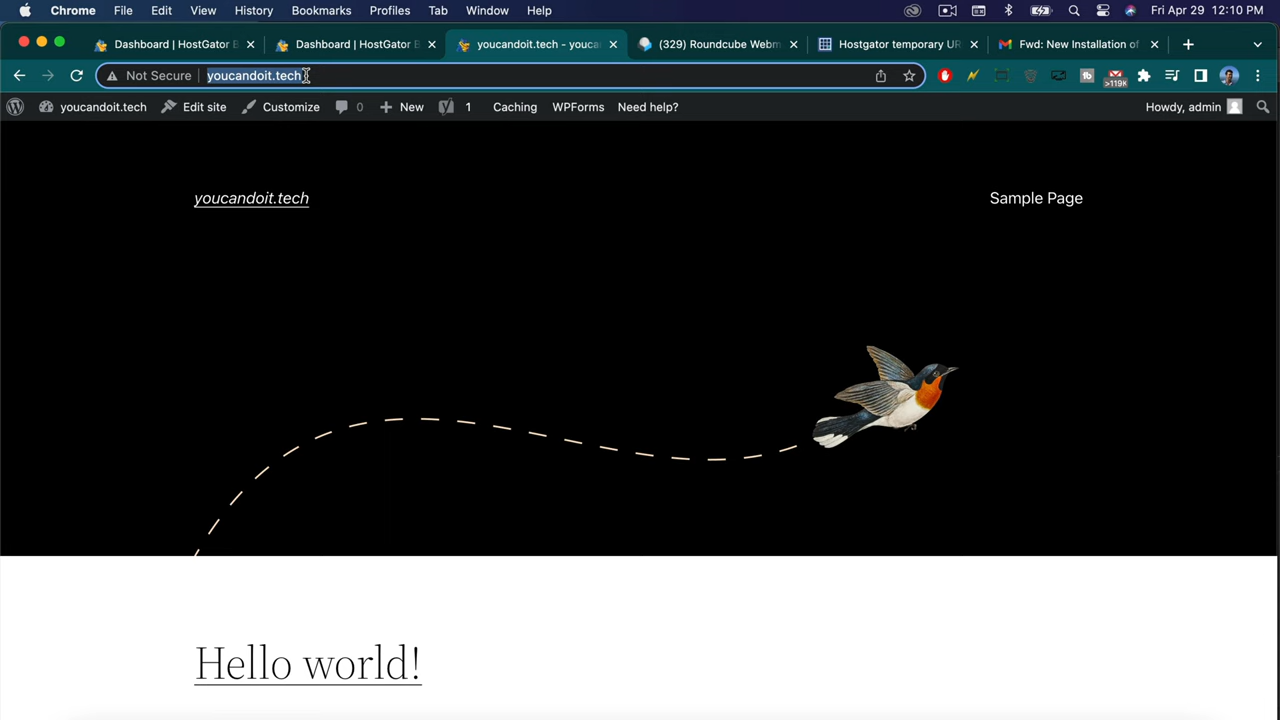 Chrome File Edit View History Bookmarks Profiles Tab Window Help Fri Apr 29 12:10 PM
Dashboard | HostGator Dashboard | HostGator youcandoit.tech - youca (329) Roundcube Webm Hostgator temporary UR Fwd: New Installation of
Not Secure youcandoit.tech >119K
youcandoit.tech Edit site Customize 0 New 1 Caching WPForms Need help? Howdy, admin
youcandoit.tech Sample Page
Hello world!